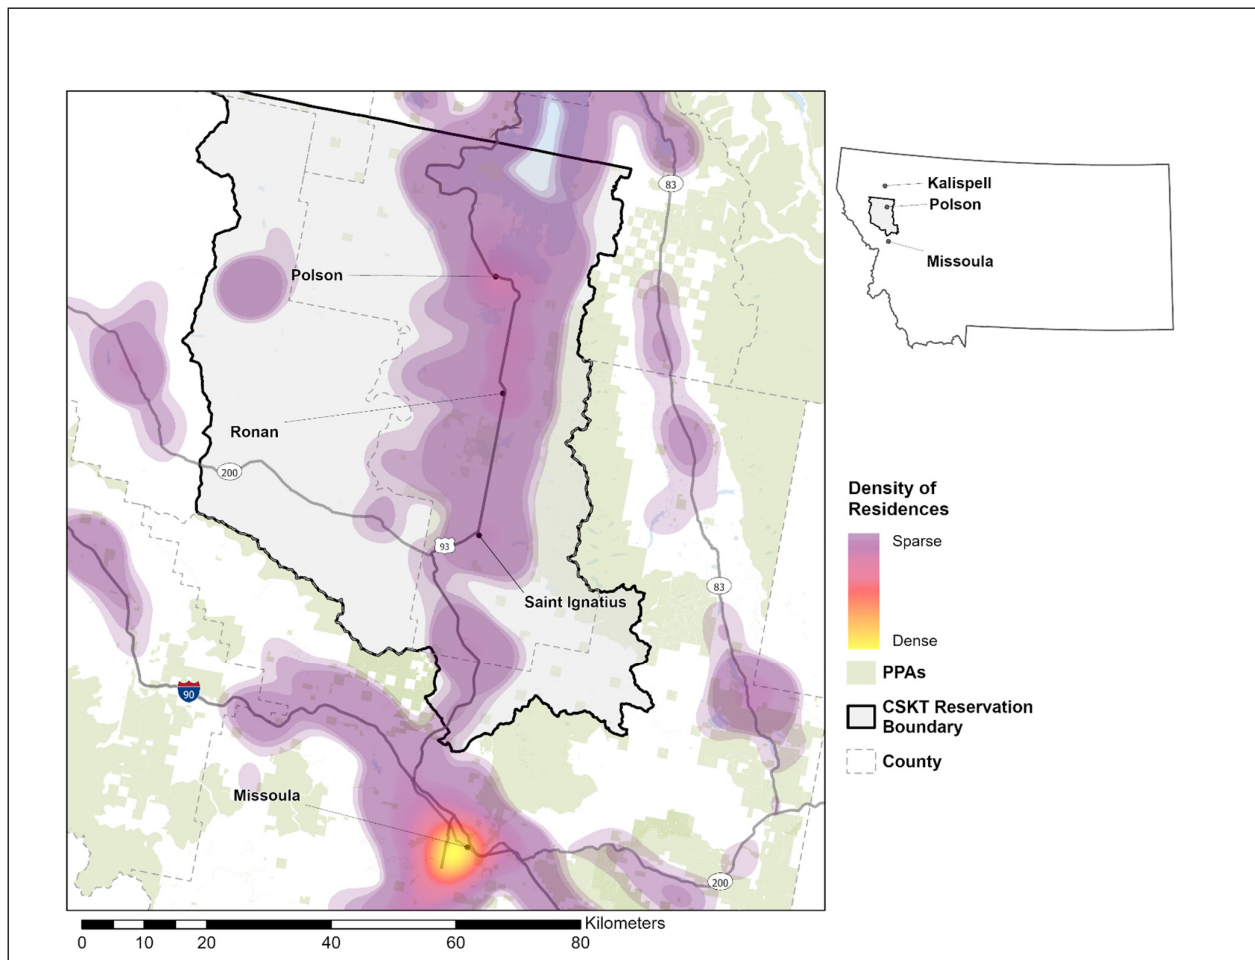 83
Kalispell
Polson
Missoula
Polson
Ronan
200
93
Saint Ignatius
83
90
Missoula
200
Density of
Residences
Sparse
Dense
PPAs
CSKT Reservation
Boundary
County
Kilometers
0 10 20 40 60 80